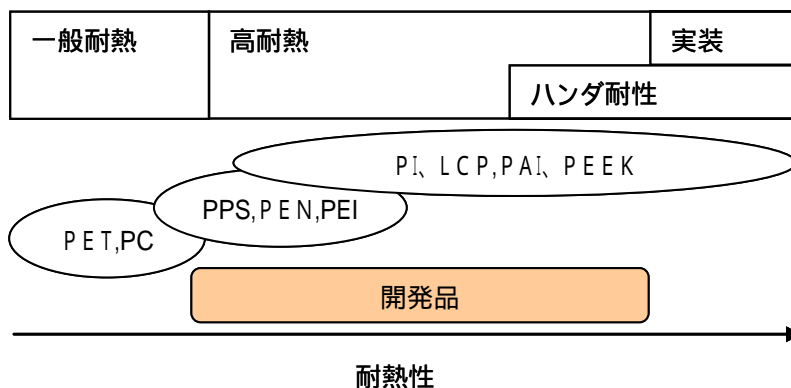 一般耐熱
高耐熱
実装
ハンダ耐性
ＰＩ、ＬＣＰ,ＰＡＩ、ＰＥＥＫ
PPS,ＰＥＮ,PEI
ＰＥＴ,PC
開発品
耐熱性